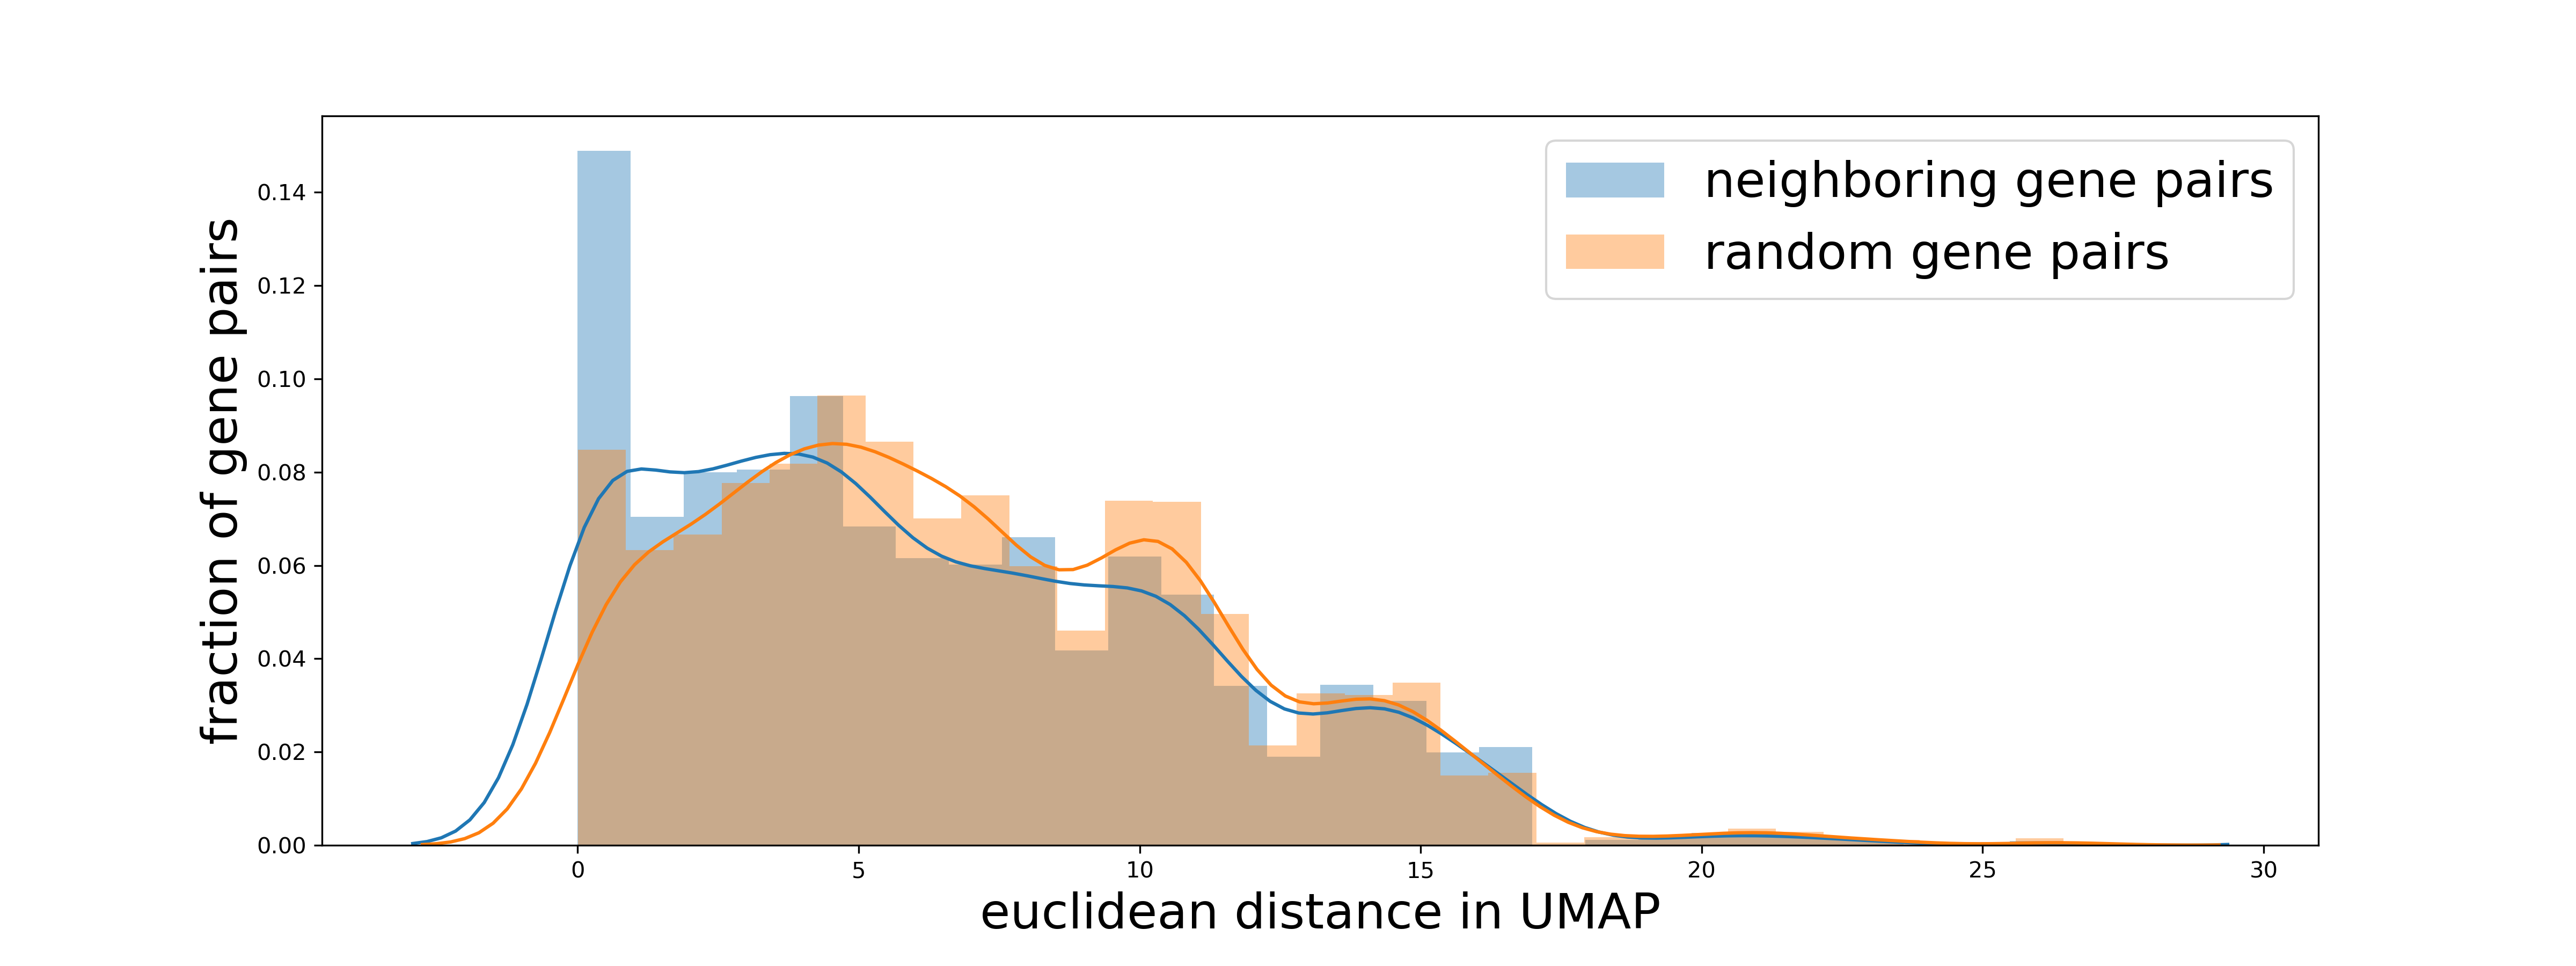 neighboring gene pairs
random gene pairs
fraction of gene pairs
0.14
0.12
0.10
0.08
0.06
0.04
0.02
0.00
0 5 10 15 20 25 30
euclidean distance in UMAP